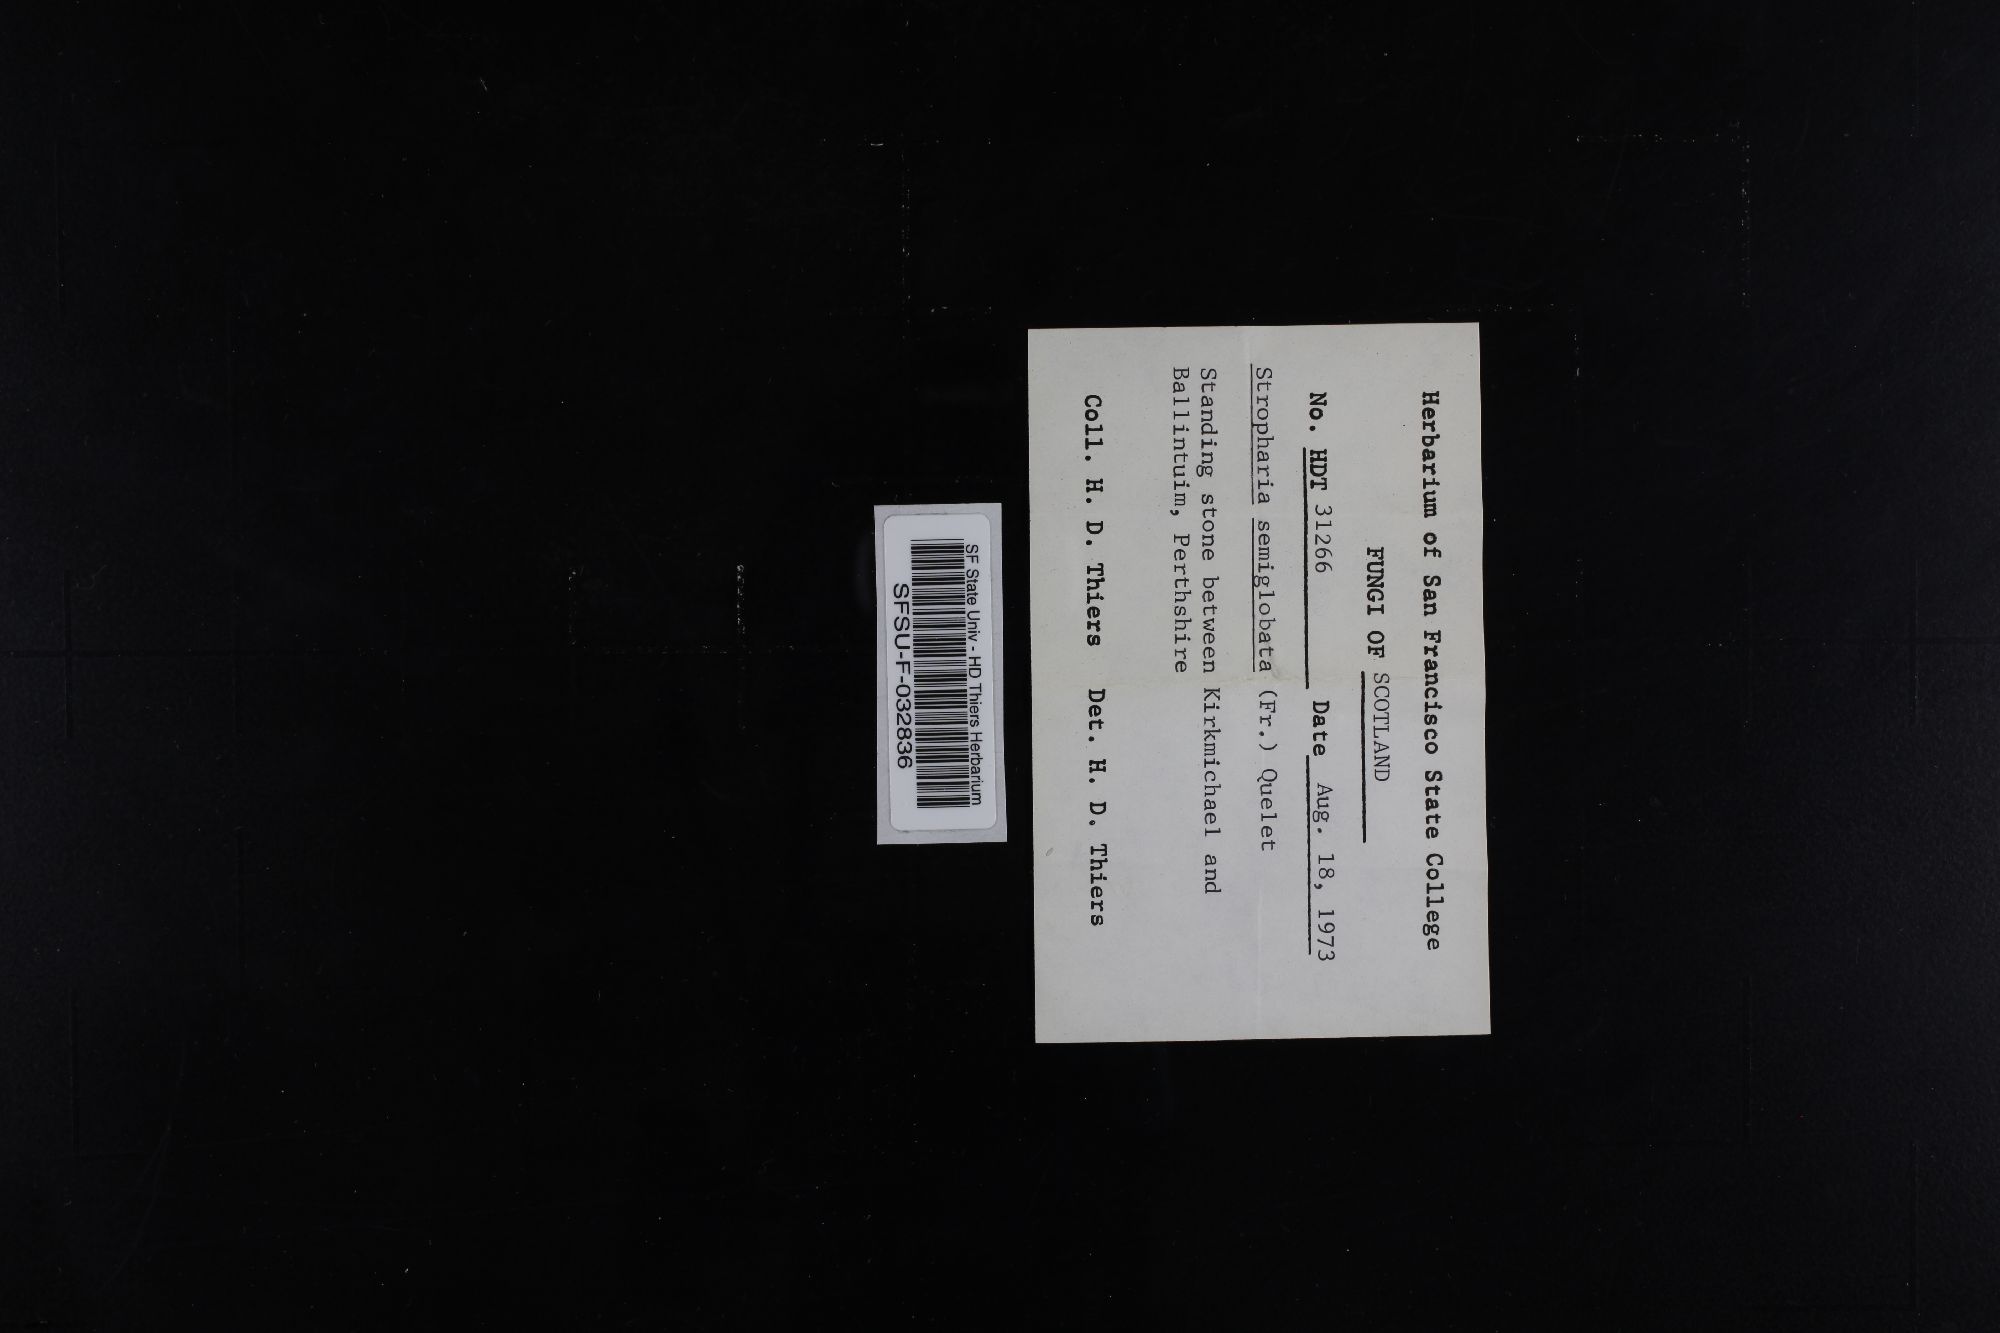 Herbarium of San Francisco State College
FUNGI OF SCOTLAND
No. HDT 31266 Date Aug. 18, 1973
Stropharia semiglobata (Fr.) Quelet
Standing stone between Kirkmichael and
Ballintuim, Perthshire
Coll. H. D. Thiers Det. H. D. Thiers
SF State Univ - HD Thiers Herbarium
SFSU-F-032836